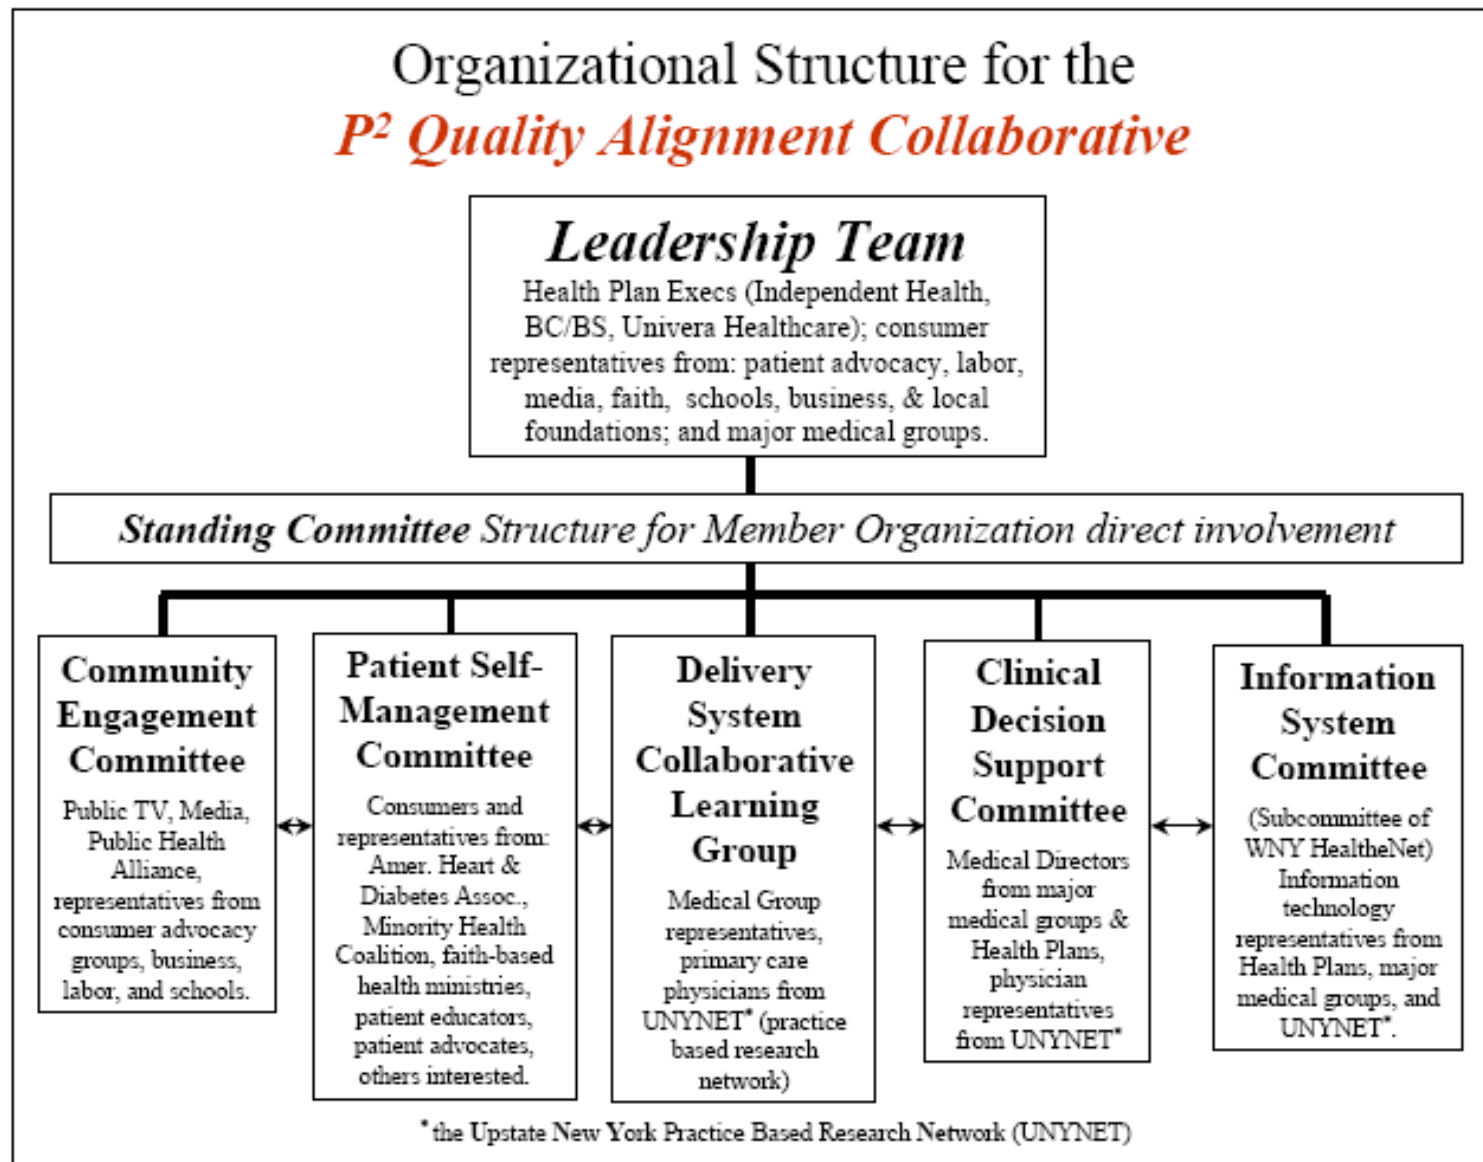 Organizational Structure for the
P² Quality Alignment Collaborative
Leadership Team
Health Plan Execs (Independent Health,
BC/BS, Univera Healthcare); consumer
representatives from: patient advocacy, labor,
media, faith, schools, business, & local
foundations; and major medical groups.
Standing Committee Structure for Member Organization direct involvement
Community
Engagement
Committee
Public TV, Media,
Public Health
Alliance,
representatives from
consumer advocacy
groups, business,
labor, and schools.
Patient Self-
Management
Committee
Consumers and
representatives from:
Amer. Heart &
Diabetes Assoc.,
Minority Health
Coalition, faith-based
health ministries,
patient educators,
patient advocates,
others interested.
Delivery
System
Collaborative
Learning
Group
Medical Group
representatives,
primary care
physicians from
UNYNET* (practice
based research
network)
Clinical
Decision
Support
Committee
Medical Directors
from major
medical groups &
Health Plans,
physician
representatives
from UNYNET*
Information
System
Committee
(Subcommittee of
WNY HealtheNet)
Information
technology
representatives from
Health Plans, major
medical groups, and
UNYNET*.
* the Upstate New York Practice Based Research Network (UNYNET)